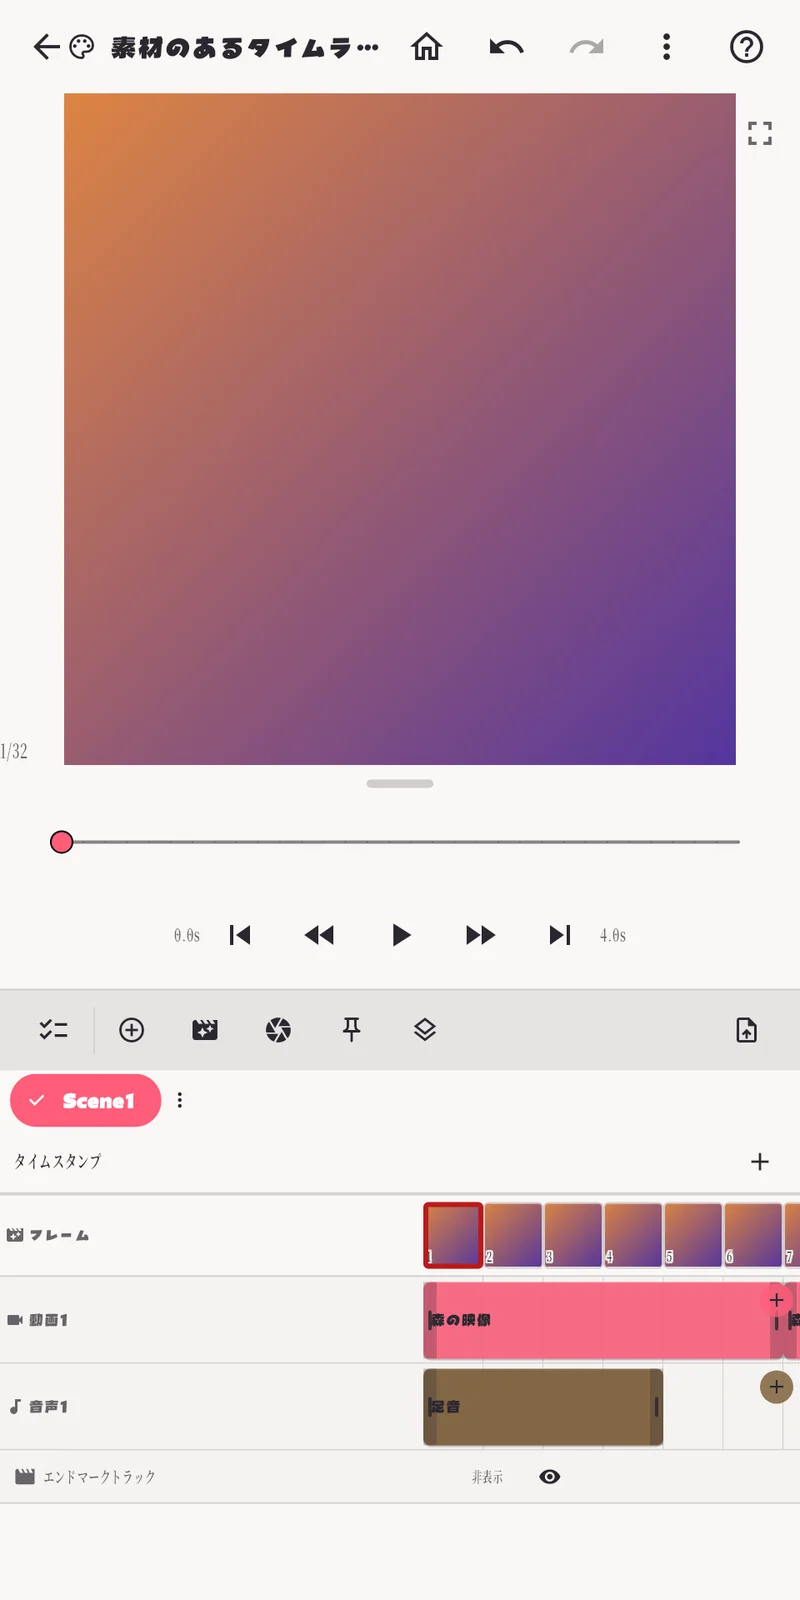 素材のあるタイムラ…
1/32
0.0s
4.0s
Scene1
タイムスタンプ
フレーム
1
2
3
4
5
6
7
動画1
森の映像
音声1
足音
エンドマークトラック
非表示